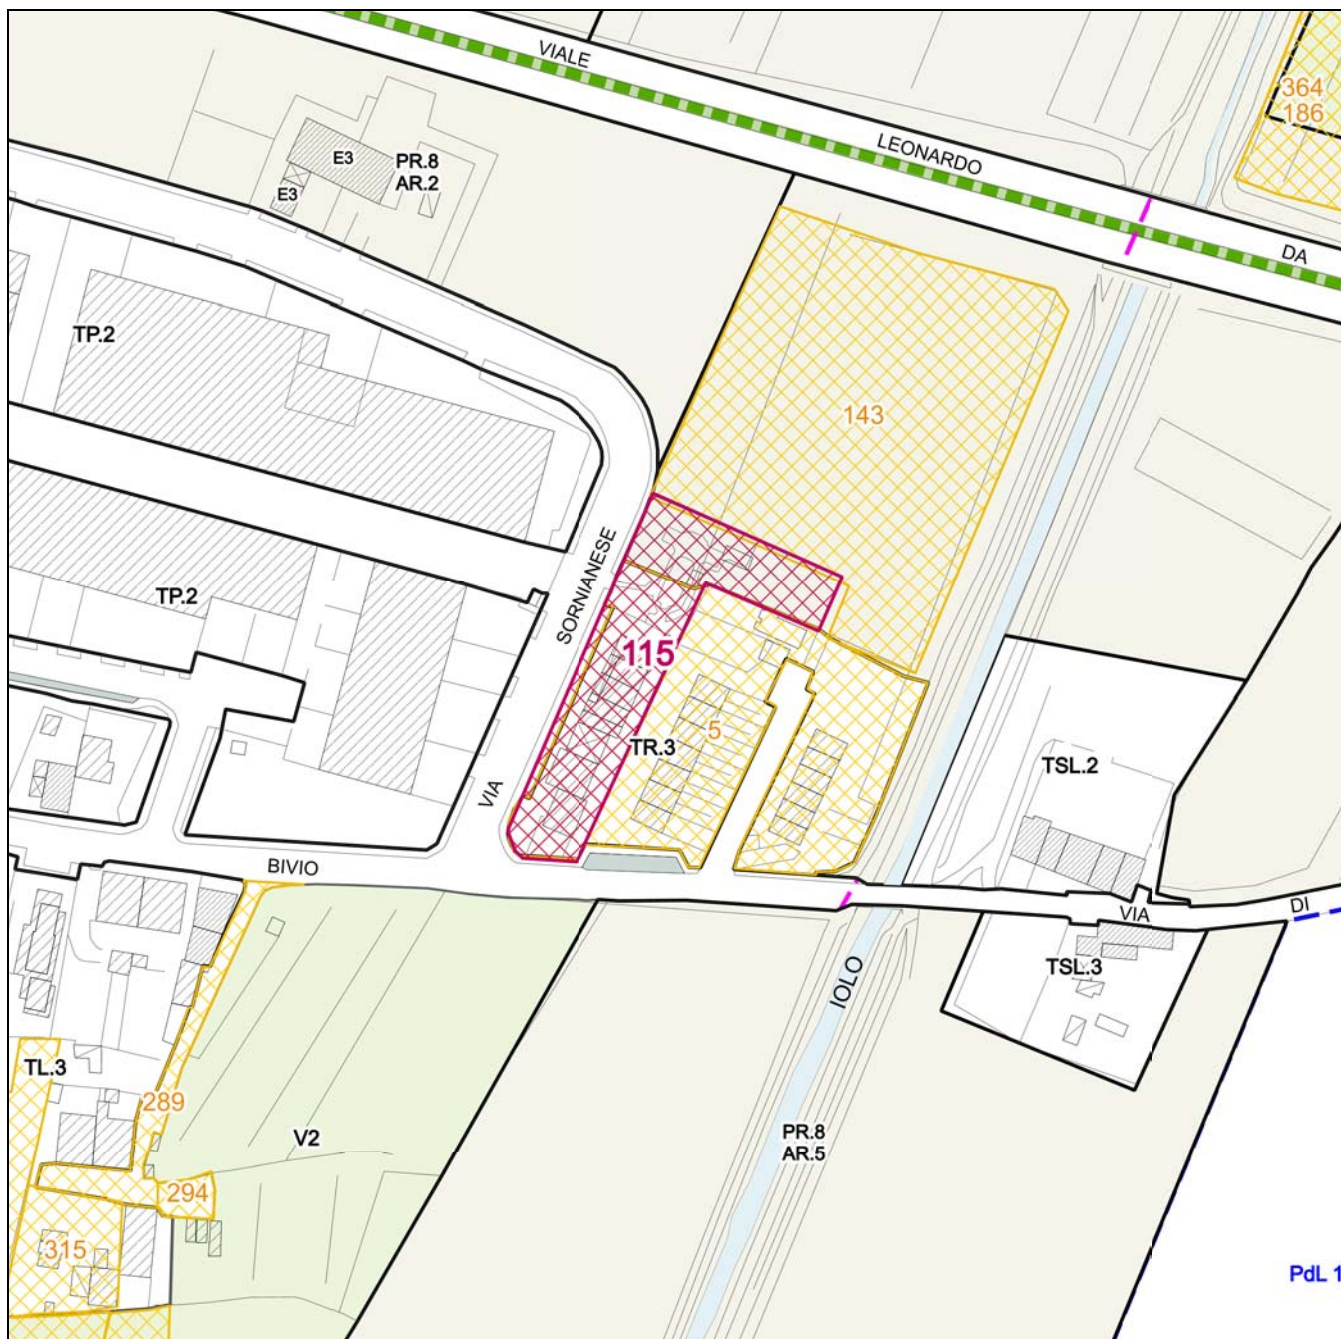 VIALE
LEONARDO
DA
364
186
E3
E3
PR.8
AR.2
TP.2
143
SORNIANESE
TP.2
115
5
TR.3
TSL.2
VIA
BIVIO
VIA
DI
IOLO
TSL.3
TL.3
289
V2
PR.8
AR.5
294
315
PdL 1